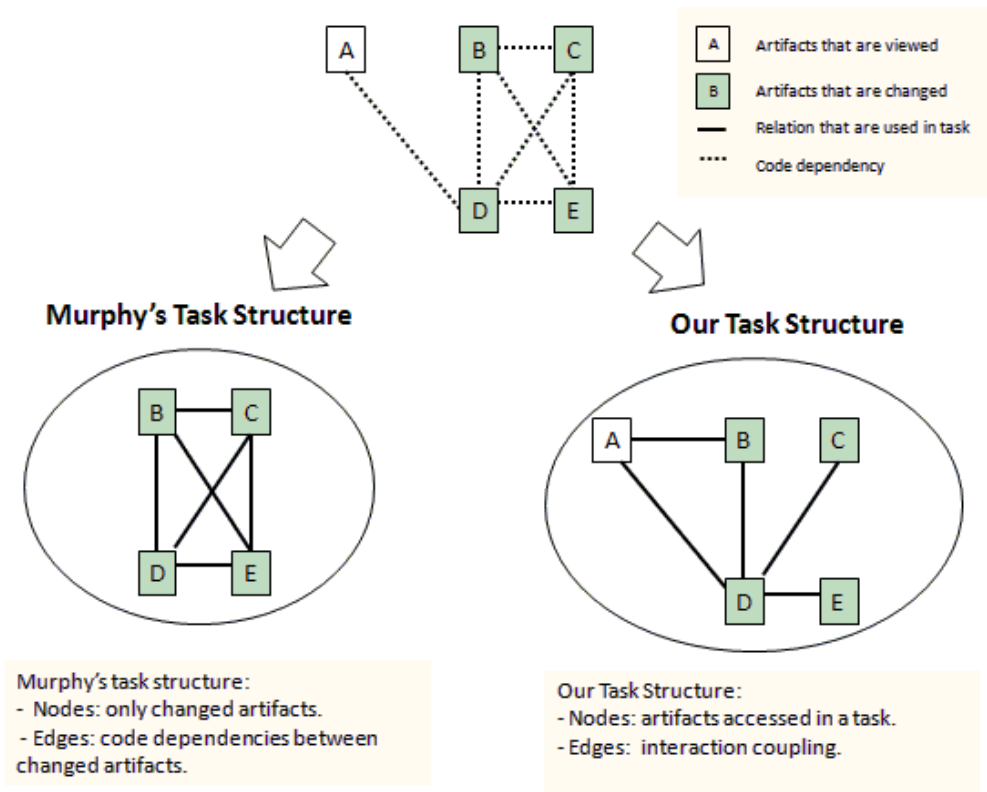 A
B
C
D
E
A Artifacts that are viewed
B Artifacts that are changed
Relation that are used in task
Code dependency
Murphy's Task Structure
B
C
D
E
Our Task Structure
A
B
C
D
E
Murphy's task structure:
- Nodes: only changed artifacts.
- Edges: code dependencies between
changed artifacts.
Our Task Structure:
- Nodes: artifacts accessed in a task.
- Edges: interaction coupling.